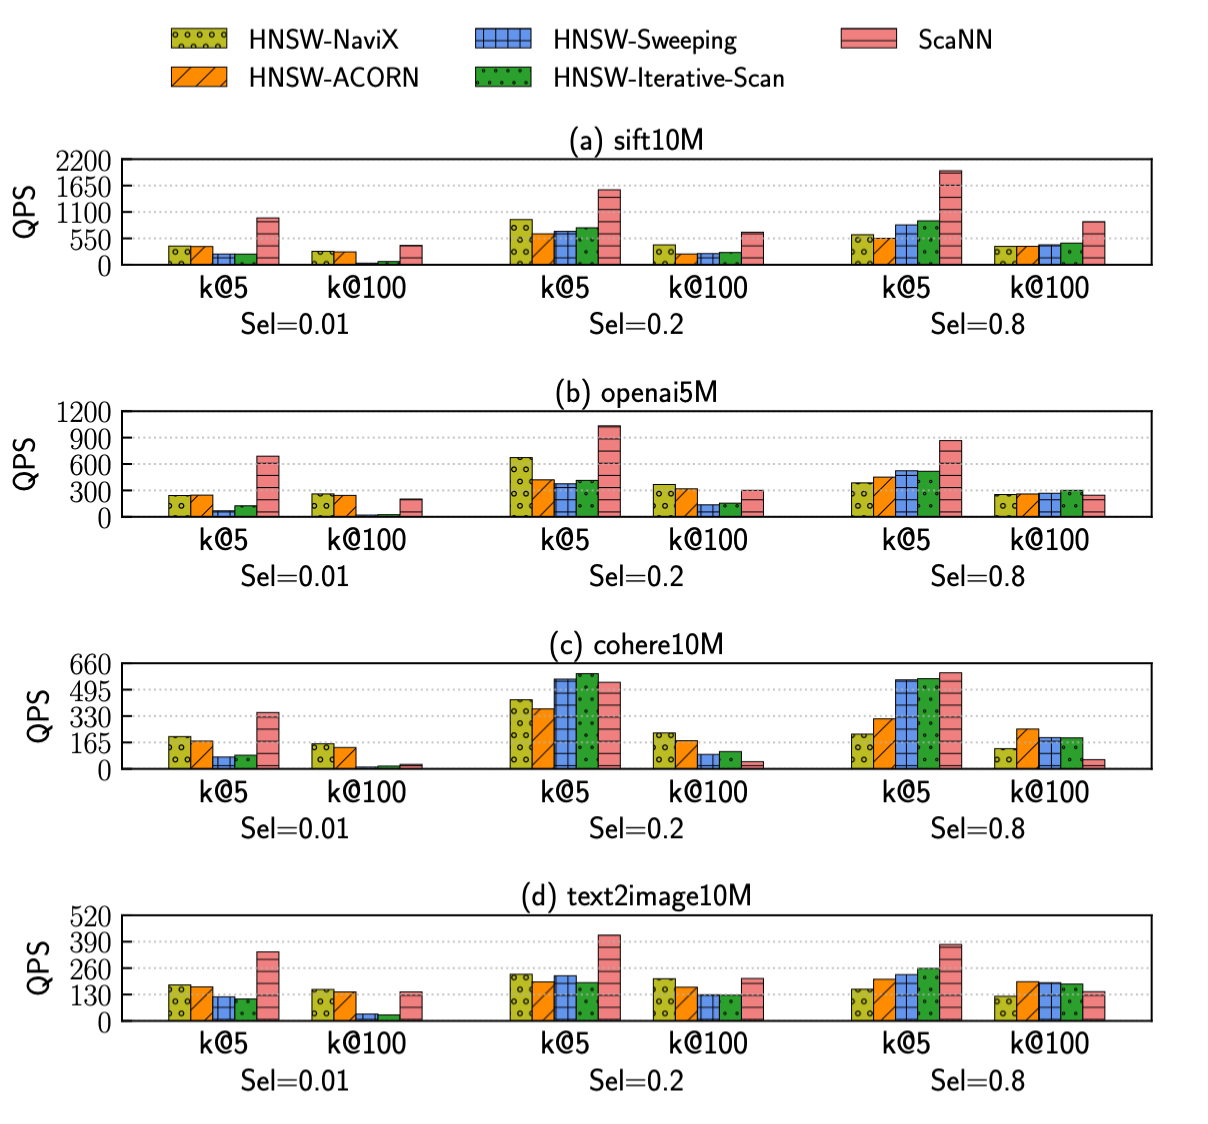 HNSW-NaviX HNSW-Sweeping ScaNN
HNSW-ACORN HNSW-Iterative-Scan
(a) sift10M
2200
1650
1100
550
0
QPS
k@5 k@100 k@5 k@100 k@5 k@100
Sel=0.01 Sel=0.2 Sel=0.8
(b) openai5M
1200
900
600
300
0
QPS
k@5 k@100 k@5 k@100 k@5 k@100
Sel=0.01 Sel=0.2 Sel=0.8
(c) cohere10M
660
495
330
165
0
QPS
k@5 k@100 k@5 k@100 k@5 k@100
Sel=0.01 Sel=0.2 Sel=0.8
(d) text2image10M
520
390
260
130
0
QPS
k@5 k@100 k@5 k@100 k@5 k@100
Sel=0.01 Sel=0.2 Sel=0.8